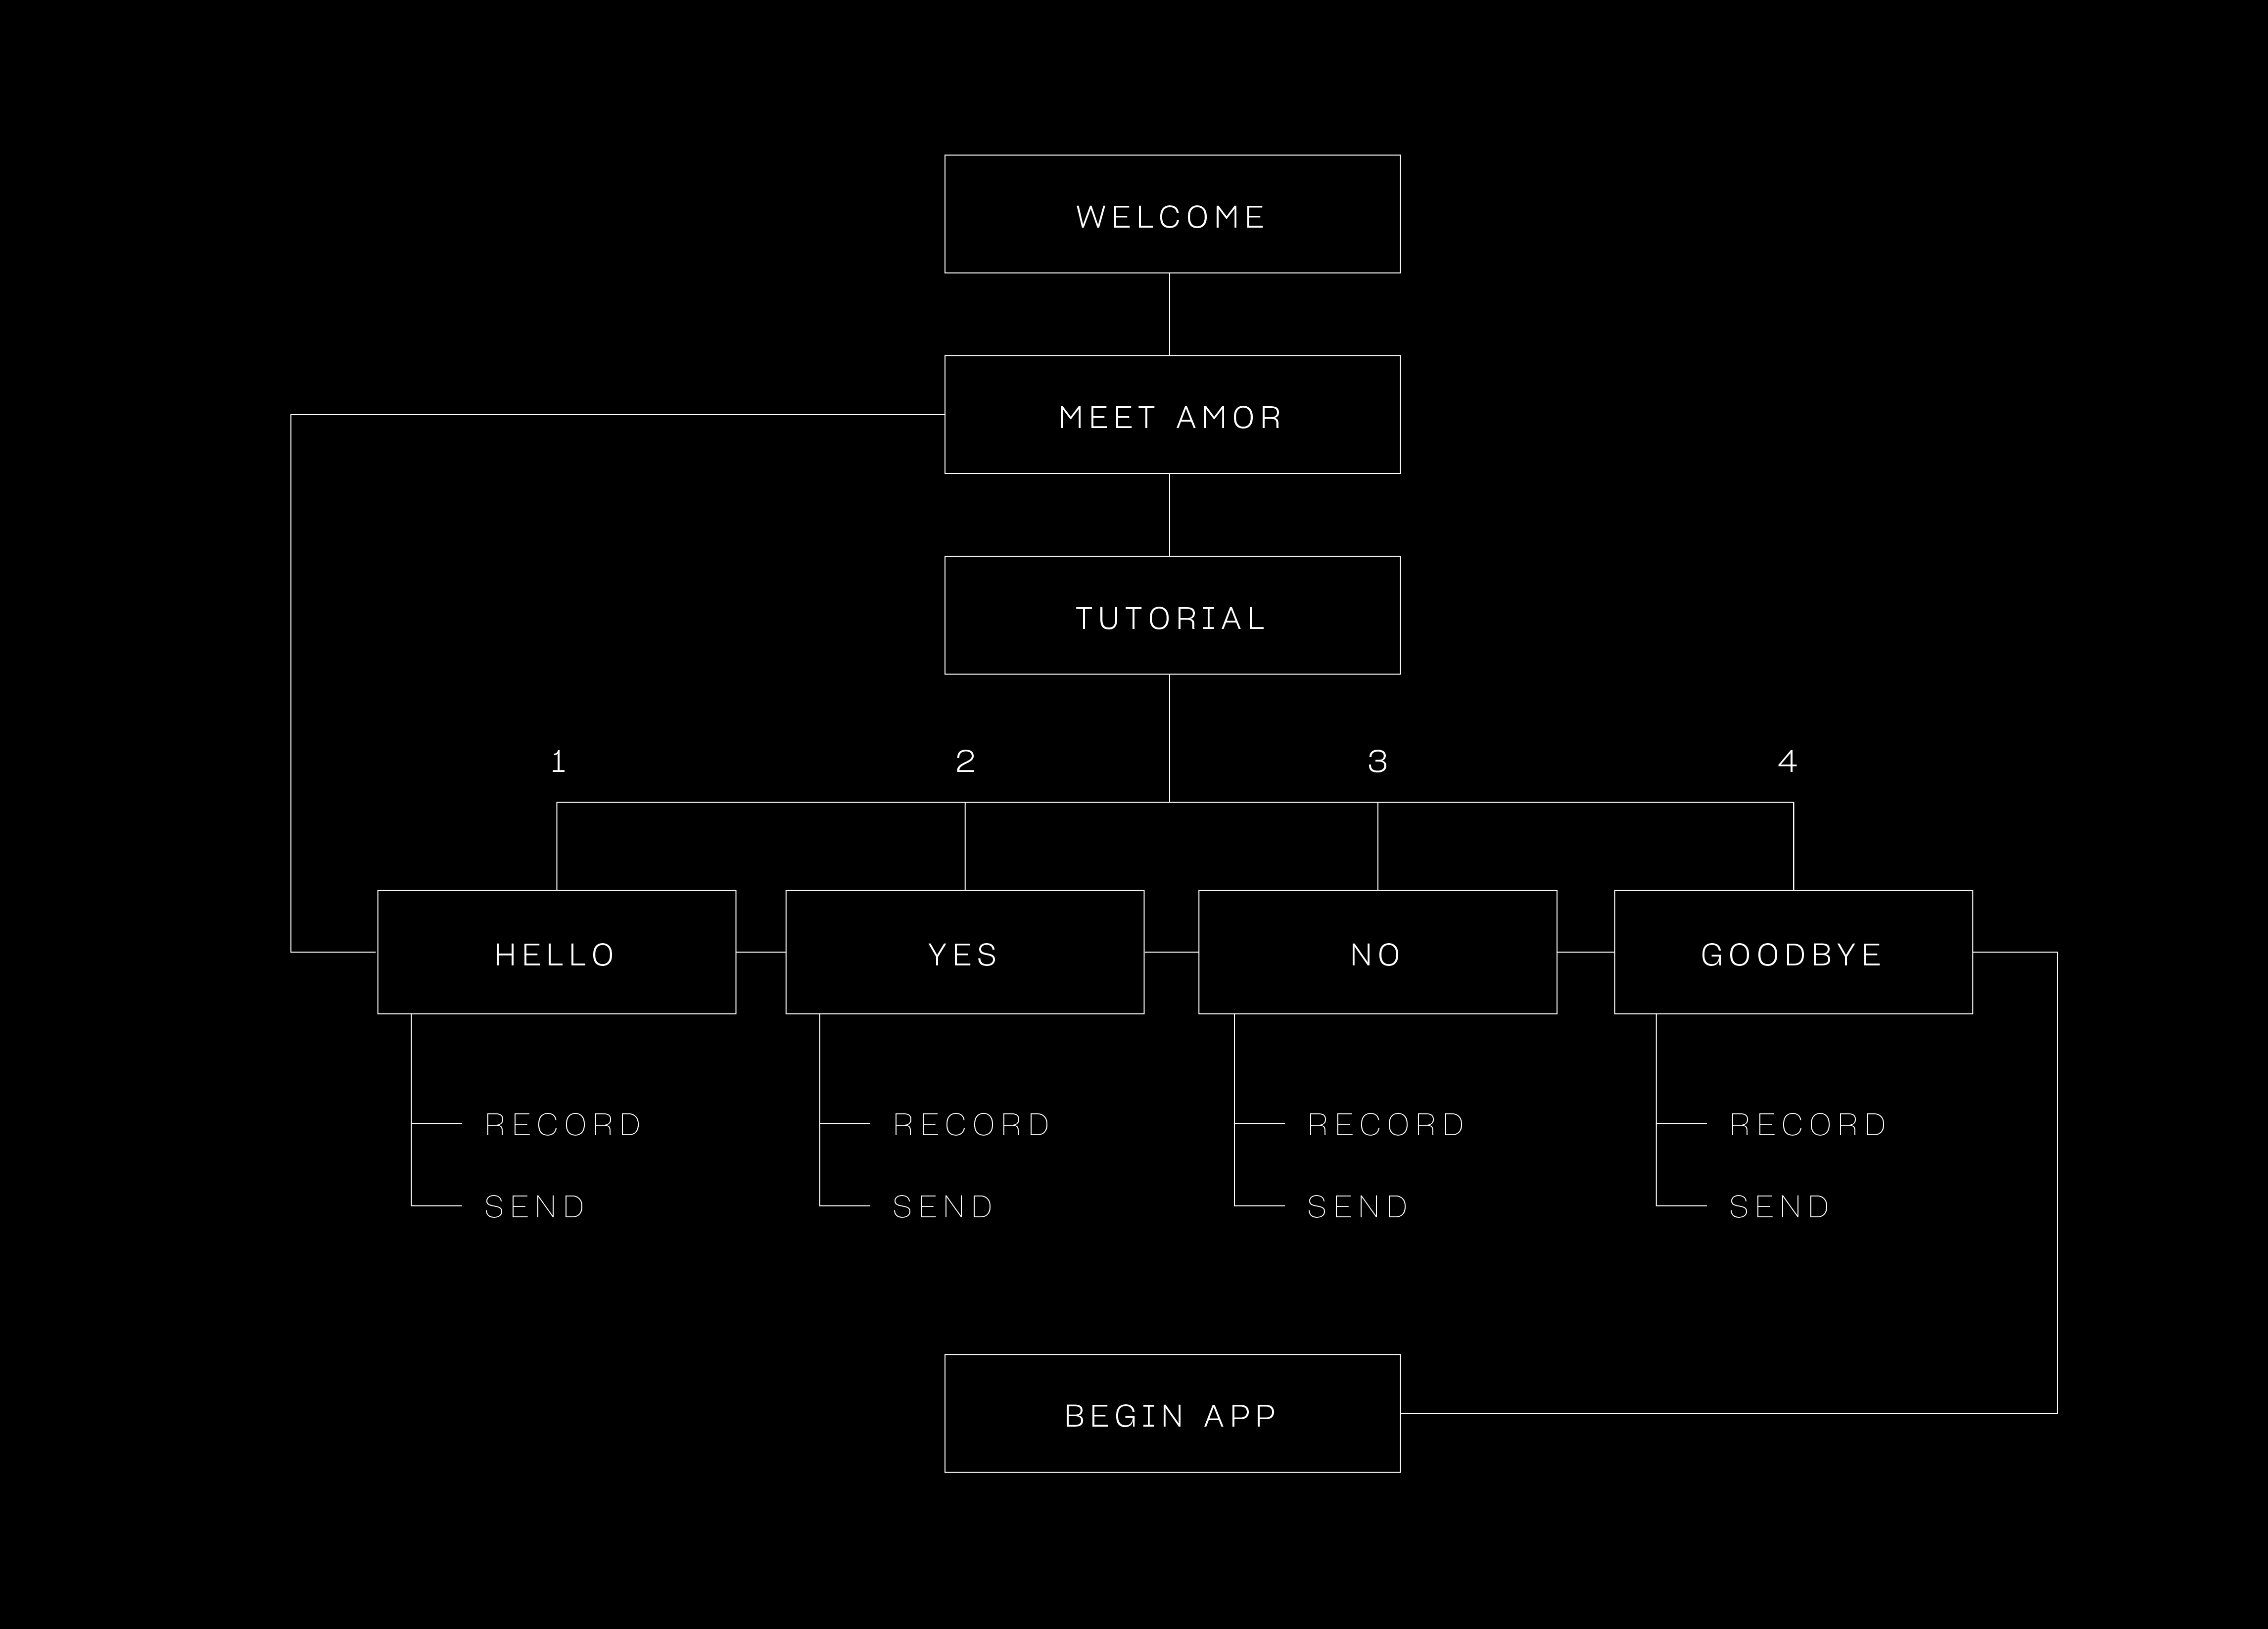 WELCOME
MEET AMOR
TUTORIAL
1 2 3 4
HELLO YES NO GOODBYE
RECORD RECORD RECORD RECORD
SEND SEND SEND SEND
BEGIN APP